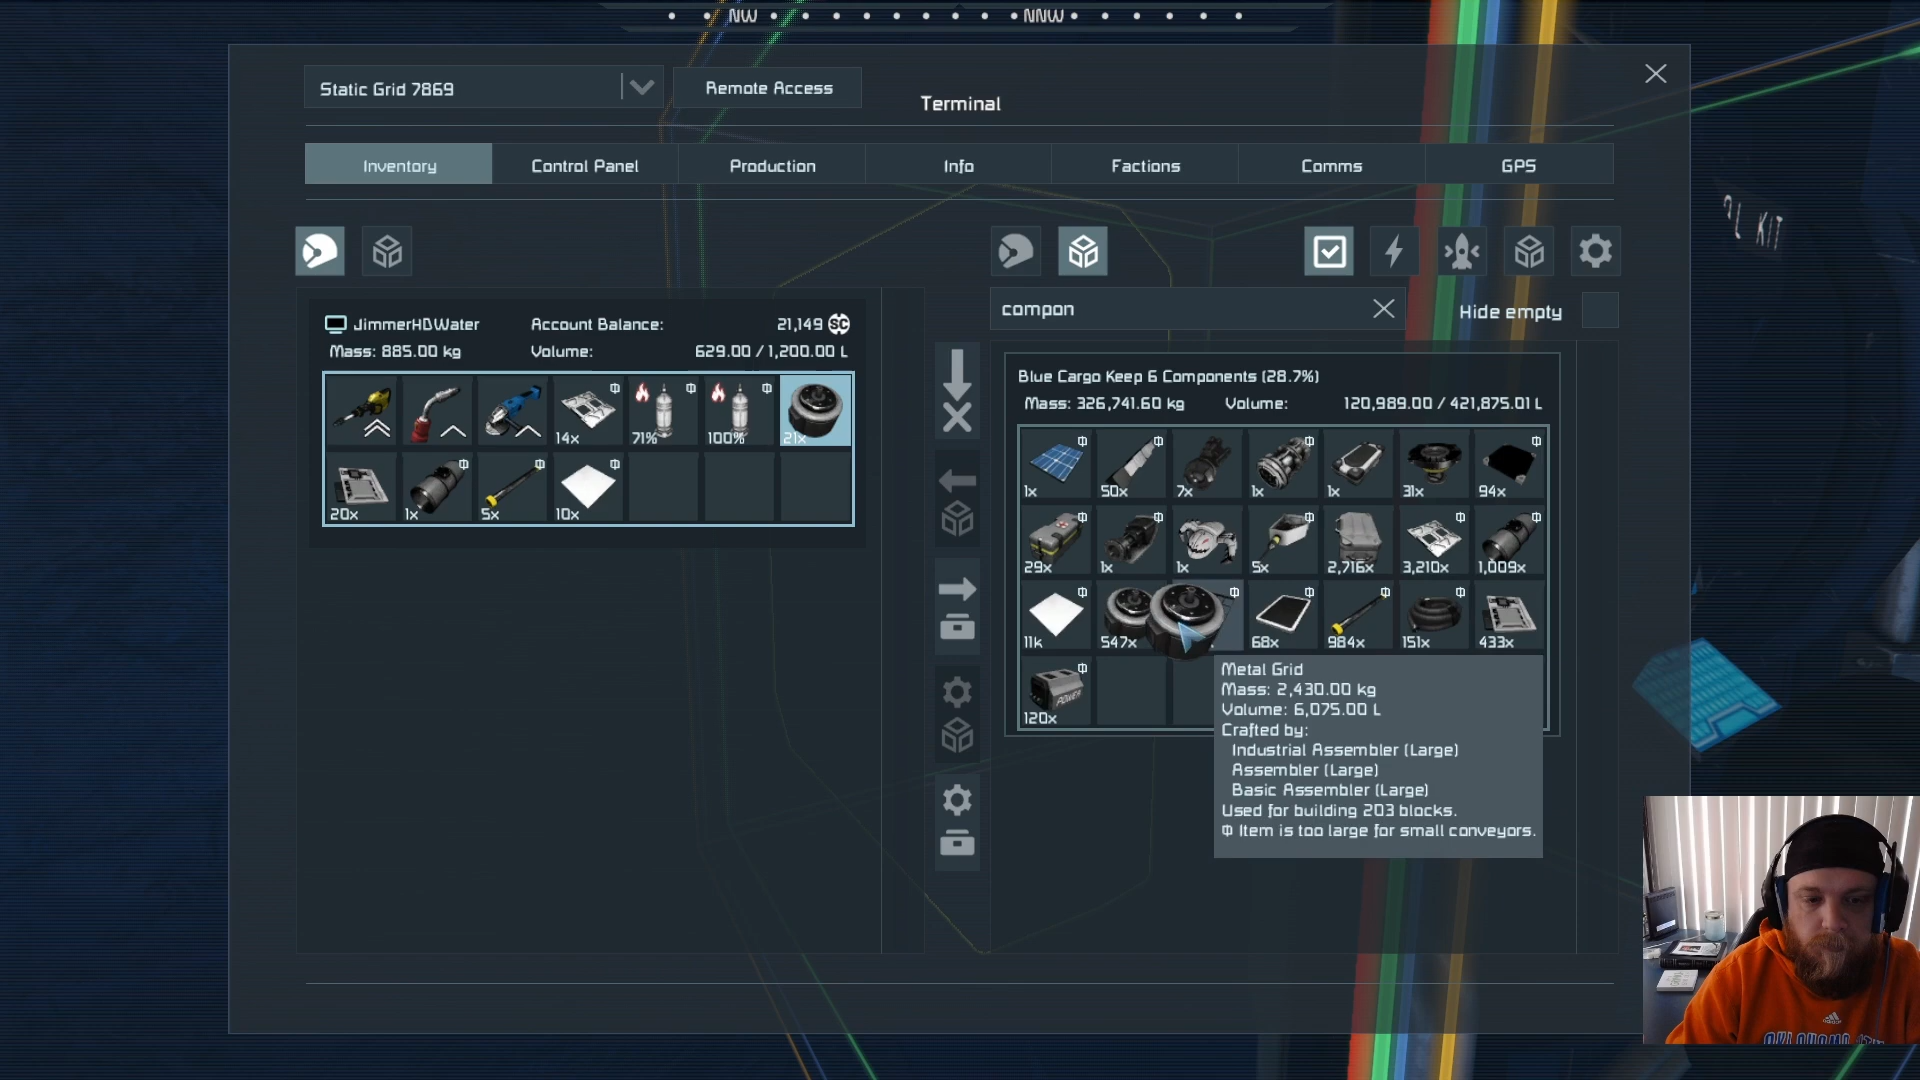 NW NNW
Static Grid 7869
Remote Access
Terminal
Inventory
Control Panel
Production
Info
Factions
Comms
GPS
compon
Hide empty
JimmerHDWater
Account Balance:
21,149 SC
Mass: 885.00 kg
Volume:
629.00 / 1,200.00 L
14x
71%
100%
21x
20x
1x
5x
10x
Blue Cargo Keep 6 Components (28.7%)
Mass: 326,741.60 kg
Volume:
120,989.00 / 421,875.01 L
1x
50x
7x
1x
1x
31x
94x
29x
1x
1x
5x
2,716x
3,210x
1,009x
11k
547x
68x
984x
151x
433x
POWER
120x
Metal Grid
Mass: 2,430.00 kg
Volume: 6,075.00 L
Crafted by:
Industrial Assembler (Large)
Assembler (Large)
Basic Assembler (Large)
Used for building 203 blocks.
Item is too large for small conveyors.
KIT
adidas